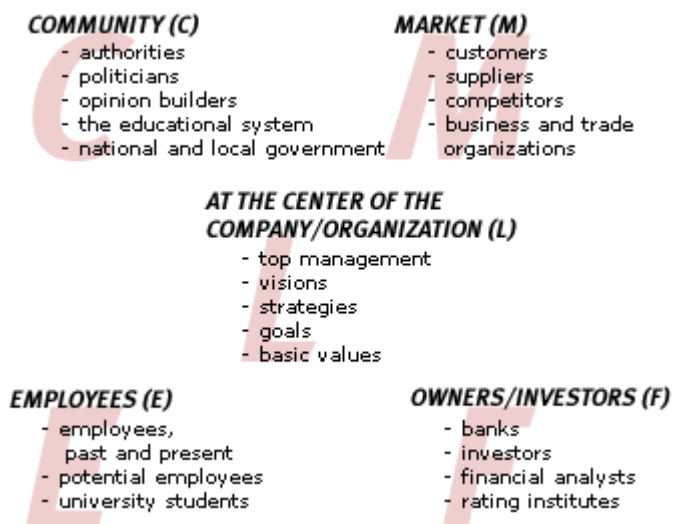 COMMUNITY (C)
- authorities
- politicians
- opinion builders
- the educational system
- national and local government
MARKET (M)
- customers
- suppliers
- competitors
- business and trade
organizations
AT THE CENTER OF THE
COMPANY/ORGANIZATION (L)
- top management
- visions
- strategies
- goals
- basic values
EMPLOYEES (E)
- employees,
past and present
- potential employees
- university students
OWNERS/INVESTORS (F)
- banks
- investors
- financial analysts
- rating institutes
C
M
L
E
F